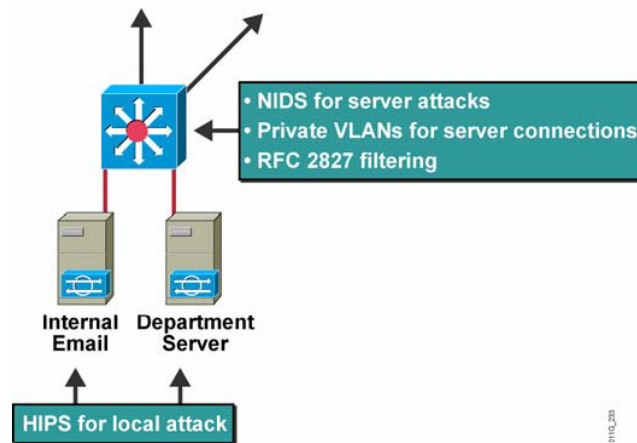 • NIDS for server attacks
• Private VLANs for server connections
• RFC 2827 filtering
Internal Email
Department Server
HIPS for local attack
011G_233